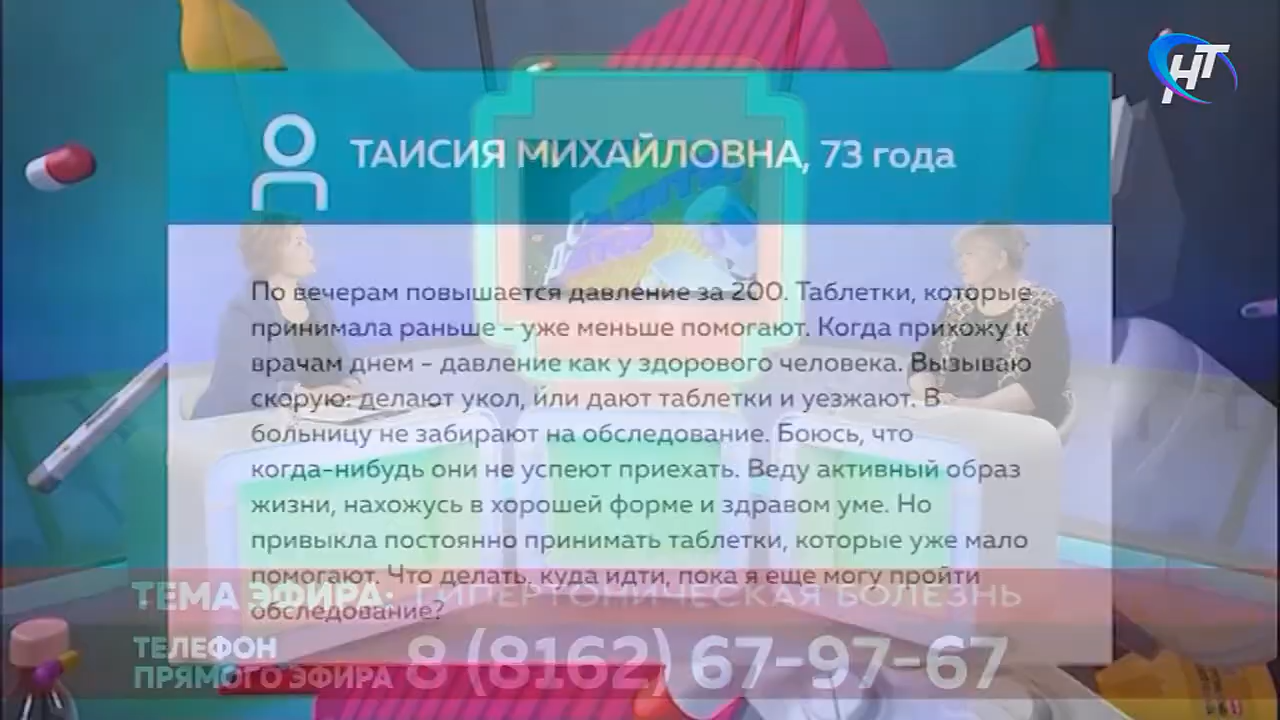 НТ
ТАИСИЯ МИХАЙЛОВНА, 73 года
По вечерам повышается давление за 200. Таблетки, которые
принимала раньше - уже меньше помогают. Когда прихожу к
врачам днем - давление как у здорового человека. Вызываю
скорую: делают укол, или дают таблетки и уезжают. В
больницу не забирают на обследование. Боюсь, что
когда-нибудь они не успеют приехать. Веду активный образ
жизни, нахожусь в хорошей форме и здравом уме. Но
привыкла постоянно принимать таблетки, которые уже мало
помогают. Что делать, куда идти, пока я еще могу пройти
обследование?
ТЕМА ЭФИРА: ГИПЕРТОНИЧЕСКАЯ БОЛЕЗНЬ
ТЕЛЕФОН
ПРЯМОГО ЭФИРА 8 (8162) 67-97-67